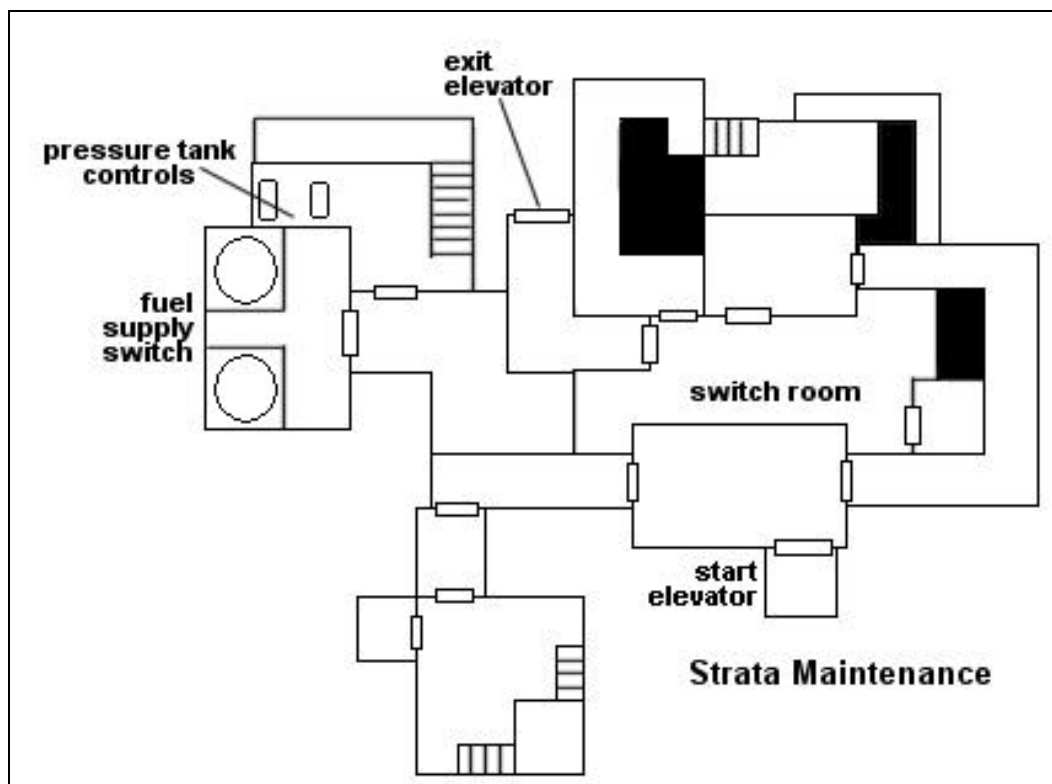 exit
elevator
pressure tank
controls
fuel
supply
switch
switch room
start
elevator
Strata Maintenance